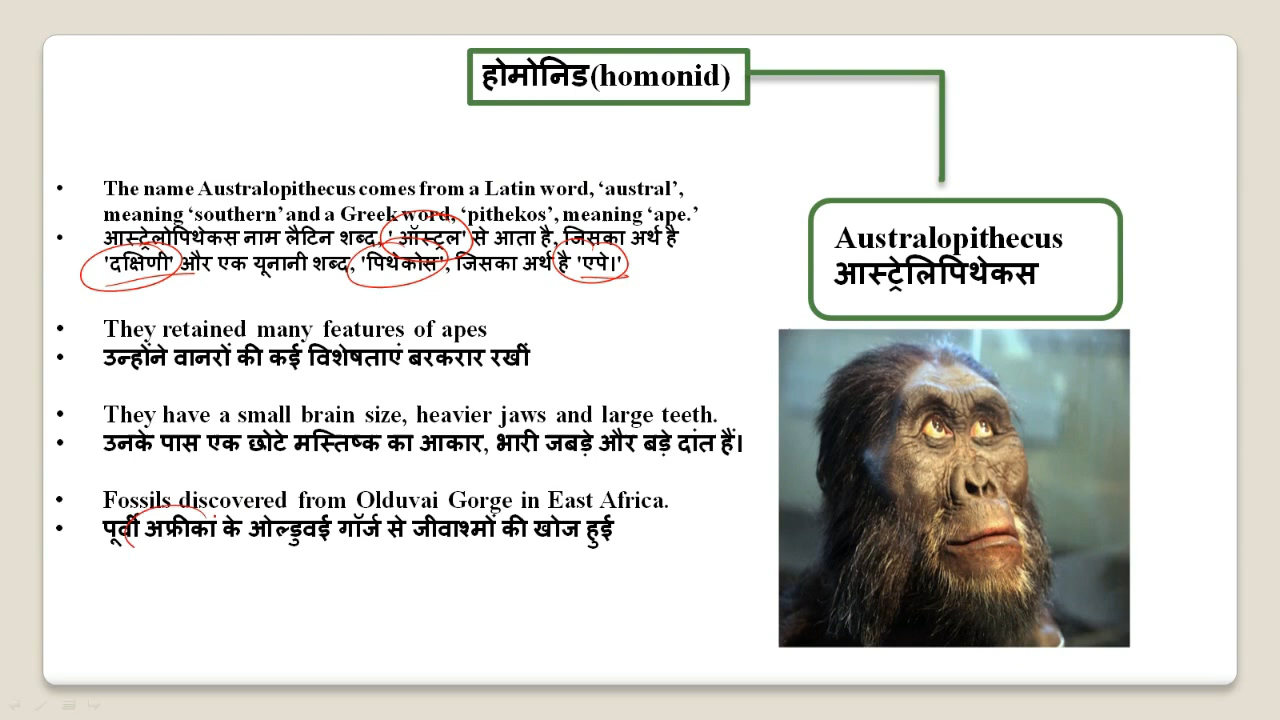 होमोनिड(homonid)
The name Australopithecus comes from a Latin word, ‘austral’,
meaning ‘southern’ and a Greek word, ‘pithekos’, meaning ‘ape.’
आस्ट्रेलोपिथेकस नाम लैटिन शब्द, ' ऑस्ट्रल' से आता है, जिसका अर्थ है
'दक्षिणी' और एक यूनानी शब्द, 'पिथेकोस', जिसका अर्थ है 'एपे।'
They retained many features of apes
उन्होंने वानरों की कई विशेषताएं बरकरार रखीं
They have a small brain size, heavier jaws and large teeth.
उनके पास एक छोटे मस्तिष्क का आकार, भारी जबड़े और बड़े दांत हैं।
Fossils discovered from Olduvai Gorge in East Africa.
पूर्वी अफ्रीका के ओल्डुवई गॉर्ज से जीवाश्मों की खोज हुई
Australopithecus
आस्ट्रेलिपिथेकस